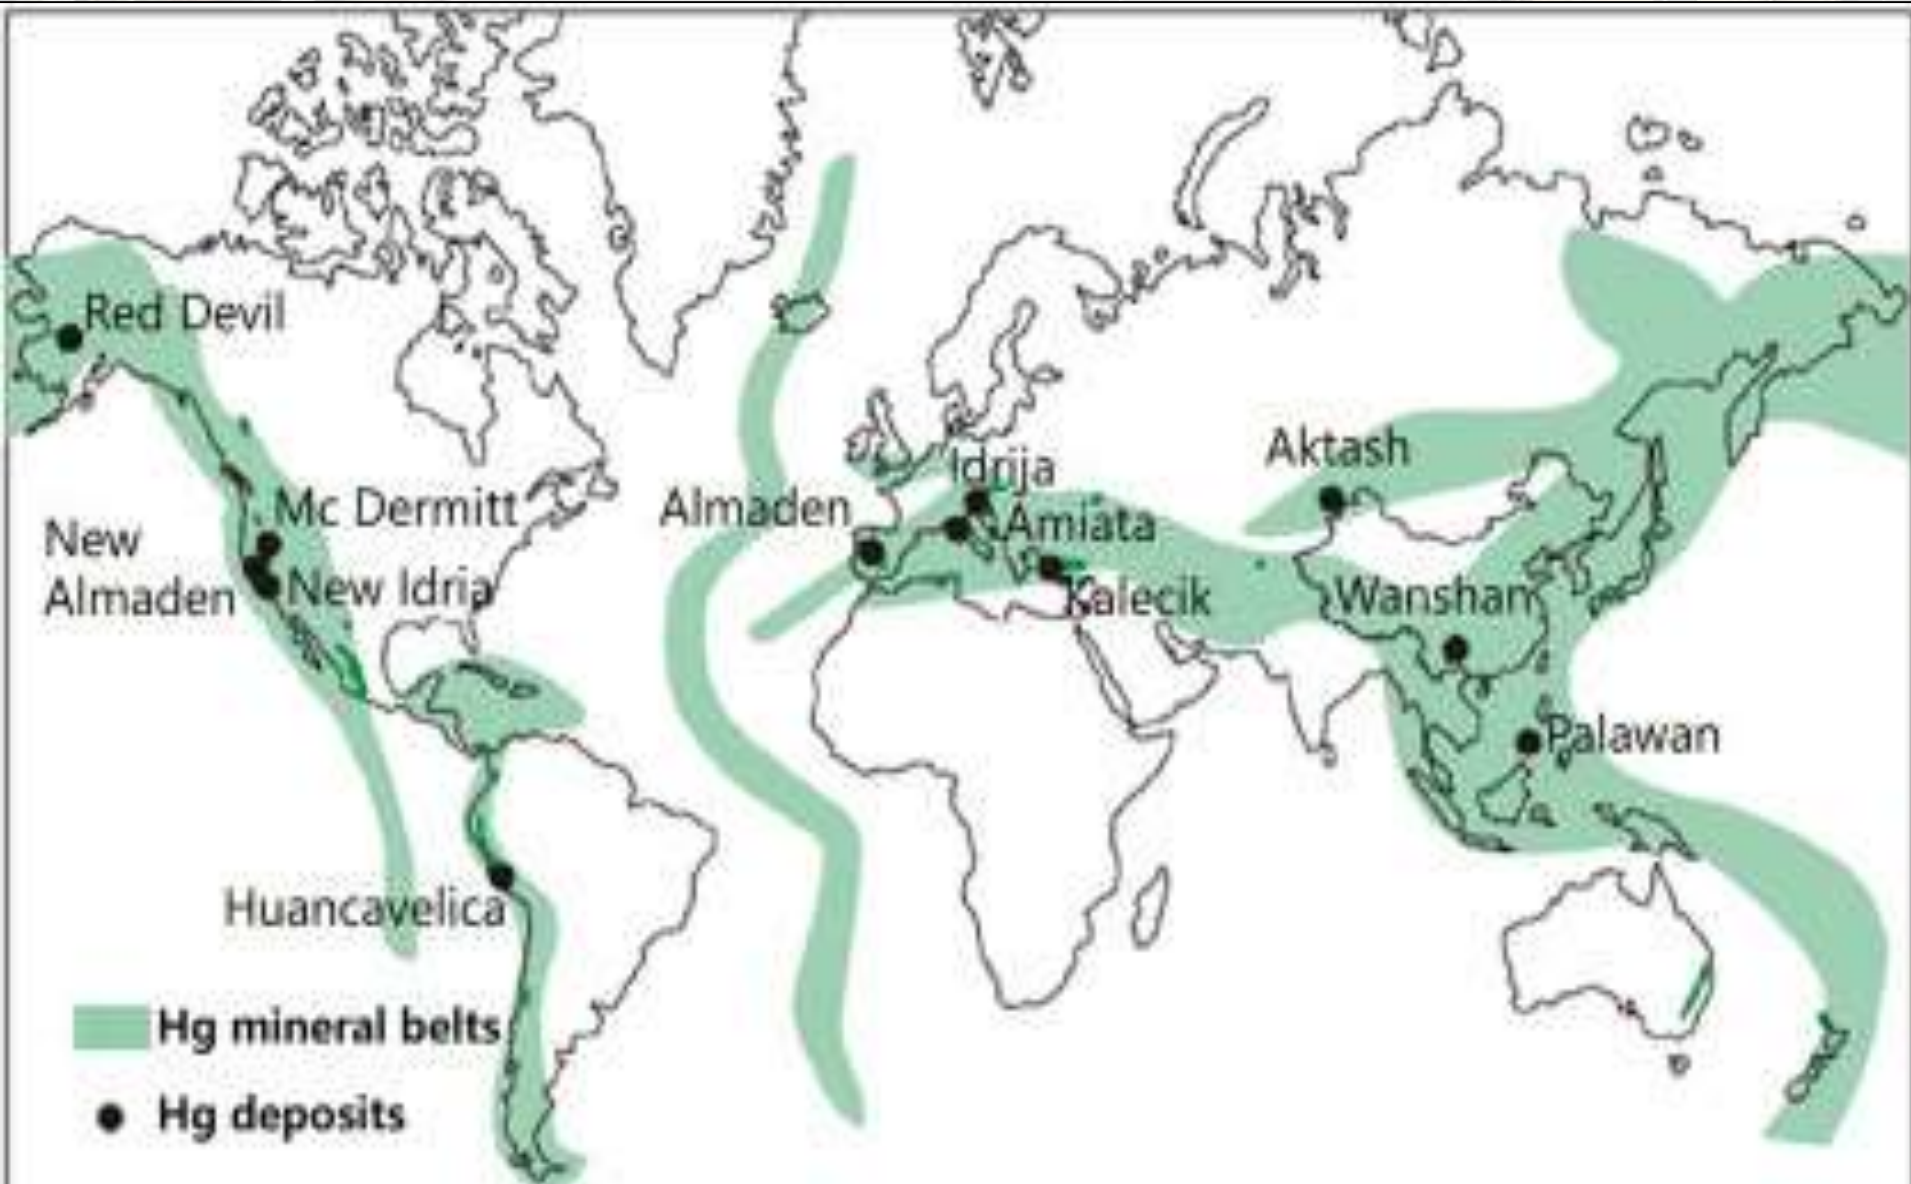 Red Devil
Aktash
Idrija
Mc Dermitt
Almaden
Amiata
New
Almaden
New Idria
Kalecik
Wanshan
Palawan
Huancavelica
Hg mineral belts
Hg deposits